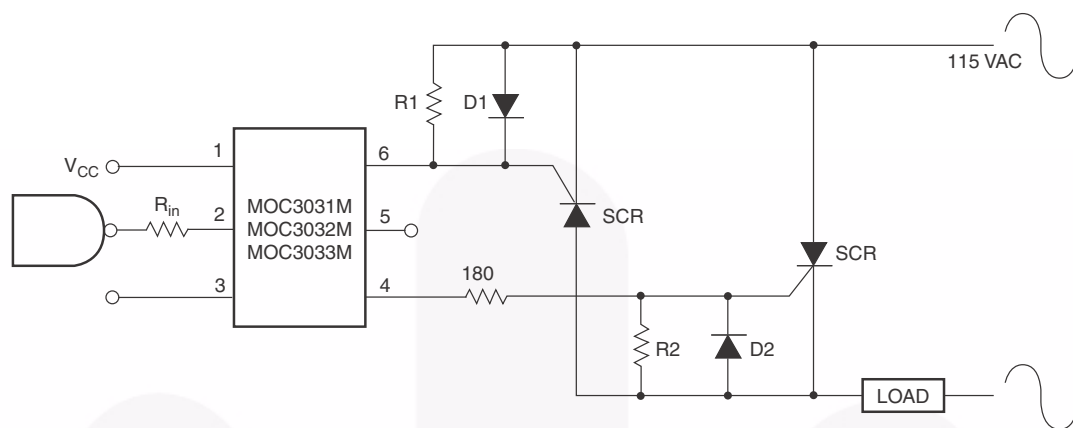 115 VAC
R1
D1
V_CC
1
6
R_in
2
MOC3031M
MOC3032M
MOC3033M
5
SCR
SCR
3
4
180
R2
D2
LOAD